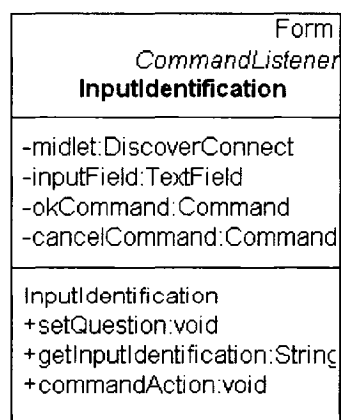 Form
CommandListener
InputIdentification
-midlet:DiscoverConnect
-inputField:TextField
-okCommand:Command
-cancelCommand:Command
InputIdentification
+setQuestion:void
+getInputIdentification:String
+commandAction:void